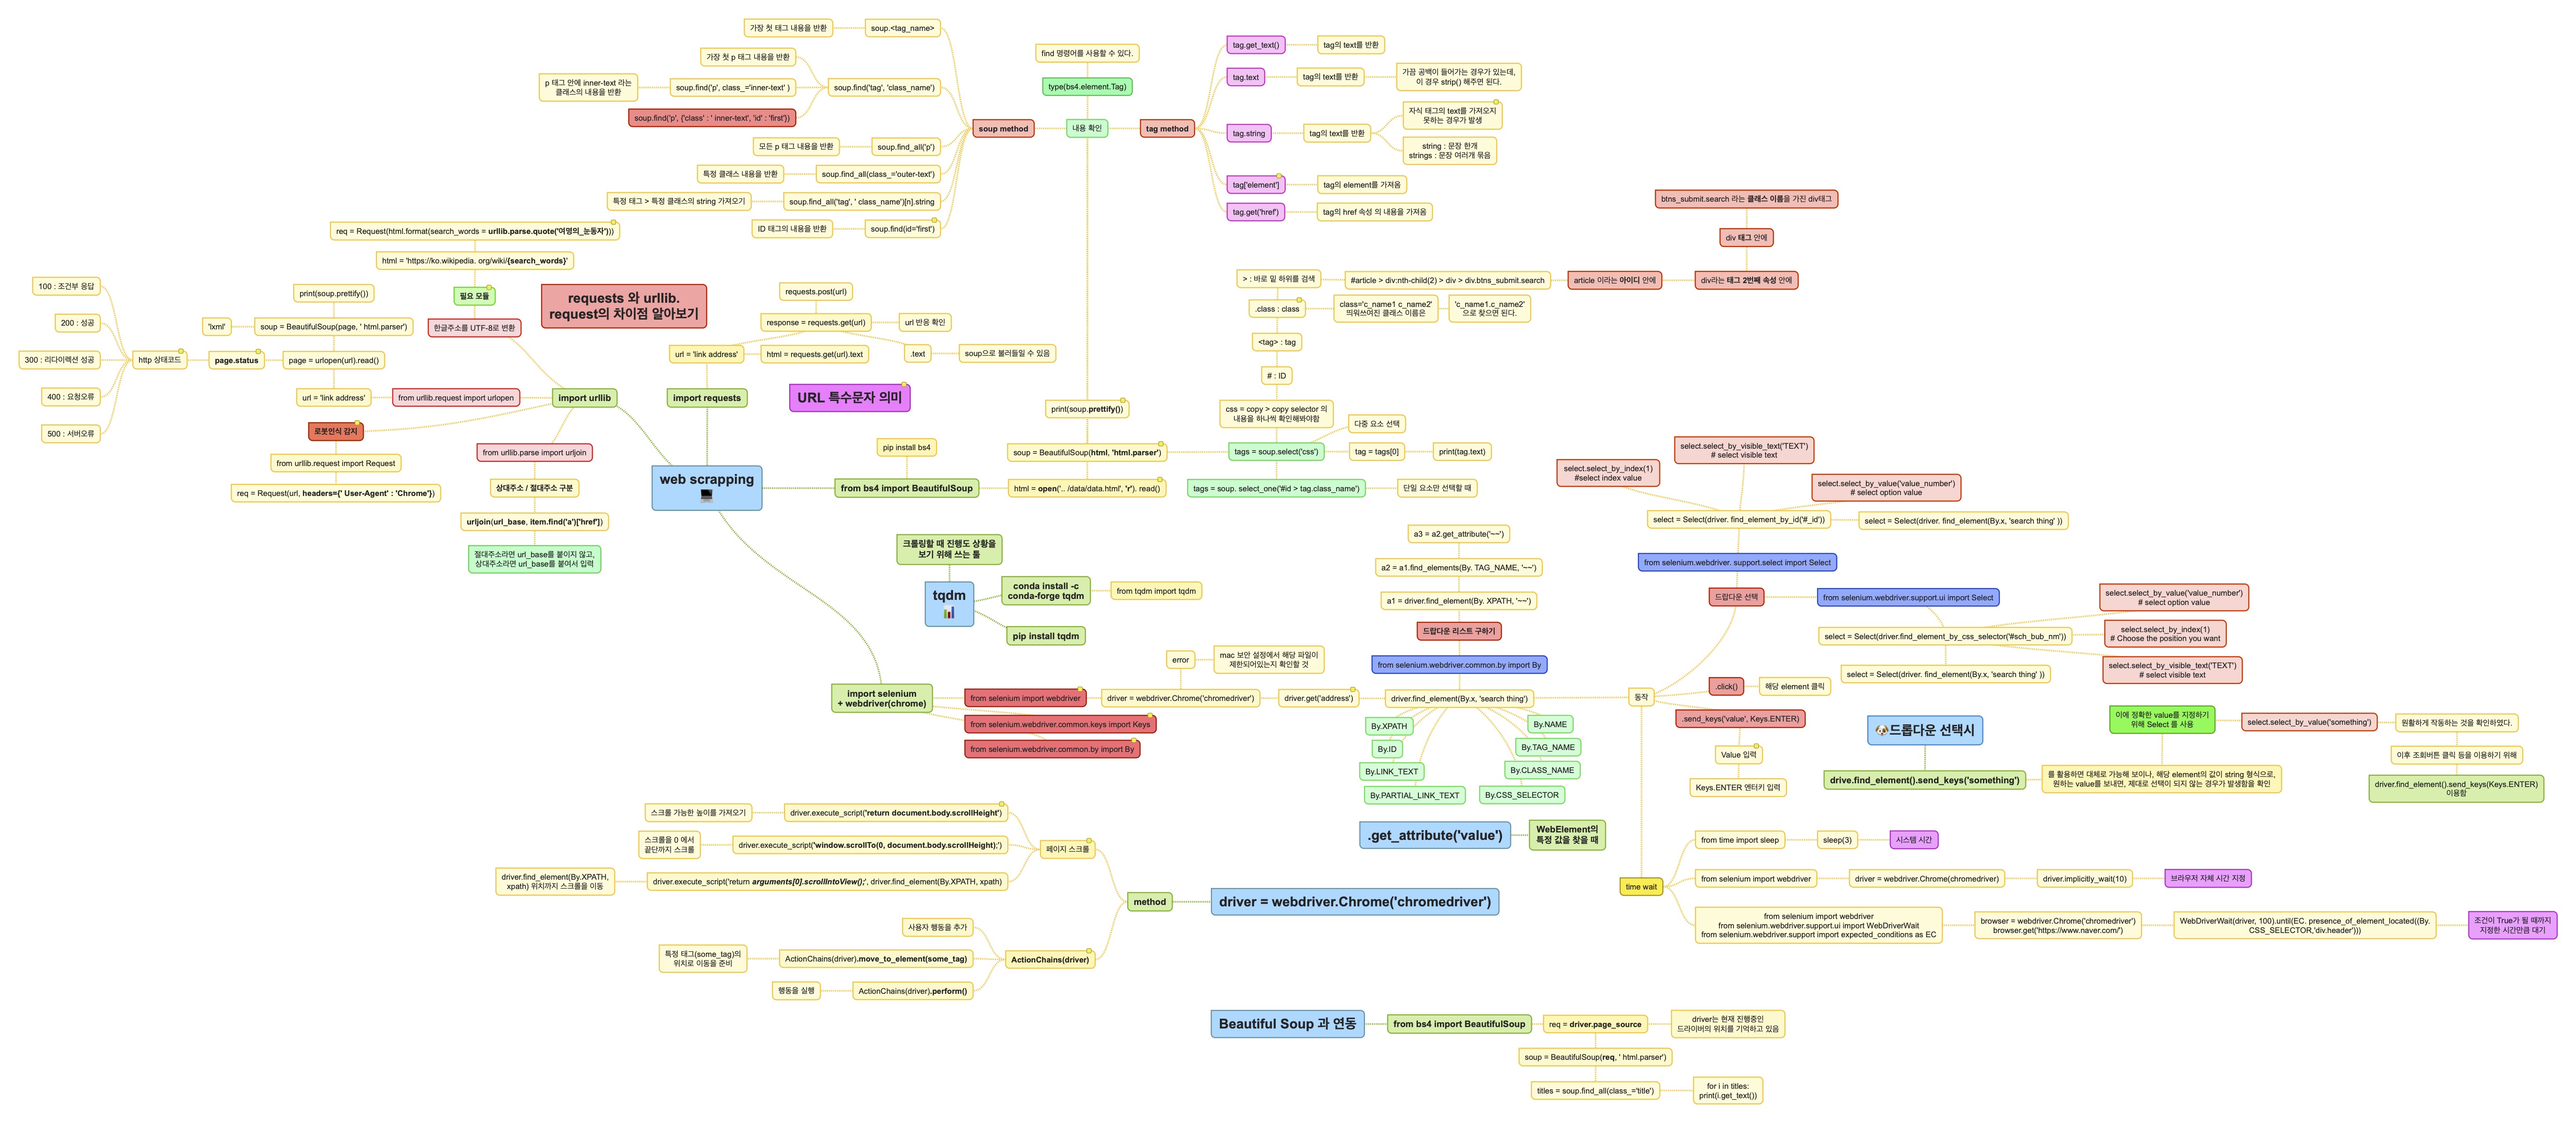 가장 첫 태그 내용을 반환
soup.<tag_name>
가장 첫 p 태그 내용을 반환
p 태그 안에 inner-text 라는
클래스의 내용을 반환
soup.find('p', class_='inner-text' )
soup.find('tag', 'class_name')
soup.find('p', {'class' : ' inner-text', 'id' : 'first'})
모든 p 태그 내용을 반환
soup.find_all('p')
특정 클래스 내용을 반환
soup.find_all(class_='outer-text')
특정 태그 > 특정 클래스의 string 가져오기
soup.find_all('tag', ' class_name')[n].string
ID 태그의 내용을 반환
soup.find(id='first')
soup method
find 명령어를 사용할 수 있다.
type(bs4.element.Tag)
내용 확인
tag method
tag.get_text()
tag의 text를 반환
tag.text
tag의 text를 반환
가끔 공백이 들어가는 경우가 있는데,
이 경우 strip() 해주면 된다.
tag.string
tag의 text를 반환
자식 태그의 text를 가져오지
못하는 경우가 발생
string : 문장 한개
strings : 문장 여러개 묶음
tag['element']
tag의 element를 가져옴
tag.get('href')
tag의 href 속성 의 내용을 가져옴
req = Request(html.format(search_words = urllib.parse.quote('여명의_눈동자')))
html = 'https://ko.wikipedia. org/wiki/{search_words}'
필요 모듈
한글주소를 UTF-8로 변환
100 : 조건부 응답
200 : 성공
300 : 리다이렉션 성공
400 : 요청오류
500 : 서버오류
http 상태코드
page.status
print(soup.prettify())
'lxml'
soup = BeautifulSoup(page, ' html.parser')
page = urlopen(url).read()
url = 'link address'
from urllib.request import urlopen
import urllib
로봇인식 감지
from urllib.request import Request
req = Request(url, headers={' User-Agent' : 'Chrome'})
from urllib.parse import urljoin
상대주소 / 절대주소 구분
urljoin(url_base, item.find('a')['href'])
절대주소라면 url_base를 붙이지 않고,
상대주소라면 url_base를 붙여서 입력
requests 와 urllib.
request의 차이점 알아보기
requests.post(url)
response = requests.get(url)
url 반응 확인
url = 'link address'
html = requests.get(url).text
.text
soup으로 불러들일 수 있음
import requests
URL 특수문자 의미
web scrapping
pip install bs4
from bs4 import BeautifulSoup
html = open('.. /data/data.html', 'r'). read()
soup = BeautifulSoup(html, 'html.parser')
print(soup.prettify())
btns_submit.search 라는 클래스 이름을 가진 div태그
div 태그 안에
> : 바로 밑 하위를 검색
#article > div:nth-child(2) > div > div.btns_submit.search
article 이라는 아이디 안에
div라는 태그 2번째 속성 안에
.class : class
class='c_name1 c_name2'
띄워쓰여진 클래스 이름은
'c_name1.c_name2'
으로 찾으면 된다.
<tag> : tag
# : ID
css = copy > copy selector 의
내용을 하나씩 확인해봐야함
다중 요소 선택
tags = soup.select('css')
tag = tags[0]
print(tag.text)
tags = soup. select_one('#id > tag.class_name')
단일 요소만 선택할 때
크롤링할 때 진행도 상황을
보기 위해 쓰는 툴
tqdm
conda install -c
conda-forge tqdm
from tqdm import tqdm
pip install tqdm
import selenium
+ webdriver(chrome)
from selenium import webdriver
from selenium.webdriver.common.keys import Keys
from selenium.webdriver.common.by import By
error
mac 보안 설정에서 해당 파일이
제한되어있는지 확인할 것
driver = webdriver.Chrome('chromedriver')
driver.get('address')
a3 = a2.get_attribute('~~')
a2 = a1.find_elements(By. TAG_NAME, '~~')
a1 = driver.find_element(By. XPATH, '~~')
드랍다운 리스트 구하기
from selenium.webdriver.common.by import By
driver.find_element(By.x, 'search thing')
By.XPATH
By.ID
By.LINK_TEXT
By.PARTIAL_LINK_TEXT
By.NAME
By.TAG_NAME
By.CLASS_NAME
By.CSS_SELECTOR
.get_attribute('value')
WebElement의
특정 값을 찾을 때
동작
select.select_by_visible_text('TEXT')
# select visible text
select.select_by_index(1)
#select index value
select.select_by_value('value_number')
# select option value
select = Select(driver. find_element_by_id('#_id'))
select = Select(driver. find_element(By.x, 'search thing' ))
from selenium.webdriver. support.select import Select
드랍다운 선택
from selenium.webdriver.support.ui import Select
select = Select(driver.find_element_by_css_selector('#sch_bub_nm'))
select = Select(driver. find_element(By.x, 'search thing' ))
select.select_by_value('value_number')
# select option value
select.select_by_index(1)
# Choose the position you want
select.select_by_visible_text('TEXT')
# select visible text
.click()
해당 element 클릭
.send_keys('value', Keys.ENTER)
Value 입력
Keys.ENTER 엔터키 입력
드롭다운 선택시
drive.find_element().send_keys('something')
를 활용하면 대체로 가능해 보이나, 해당 element의 값이 string 형식으로,
원하는 value를 보내면, 제대로 선택이 되지 않는 경우가 발생함을 확인
이에 정확한 value를 지정하기
위해 Select 를 사용
select.select_by_value('something')
원활하게 작동하는 것을 확인하였다.
이후 조회버튼 클릭 등을 이용하기 위해
driver.find_element().send_keys(Keys.ENTER)
이용함
time wait
from time import sleep
sleep(3)
시스템 시간
from selenium import webdriver
driver = webdriver.Chrome(chromedriver)
driver.implicitly_wait(10)
브라우저 자체 시간 지정
from selenium import webdriver
from selenium.webdriver.support.ui import WebDriverWait
from selenium.webdriver.support import expected_conditions as EC
browser = webdriver.Chrome('chromedriver')
browser.get('https://www.naver.com/')
WebDriverWait(driver, 100).until(EC. presence_of_element_located((By.
CSS_SELECTOR,'div.header')))
조건이 True가 될 때까지
지정한 시간만큼 대기
스크롤 가능한 높이를 가져오기
driver.execute_script('return document.body.scrollHeight')
스크롤을 0 에서
끝단까지 스크롤
driver.execute_script('window.scrollTo(0, document.body.scrollHeight);')
driver.find_element(By.XPATH,
xpath) 위치까지 스크롤을 이동
driver.execute_script('return arguments[0].scrollIntoView();', driver.find_element(By.XPATH, xpath)
페이지 스크롤
method
driver = webdriver.Chrome('chromedriver')
사용자 행동을 추가
특정 태그(some_tag)의
위치로 이동을 준비
ActionChains(driver).move_to_element(some_tag)
행동을 실행
ActionChains(driver).perform()
ActionChains(driver)
Beautiful Soup 과 연동
from bs4 import BeautifulSoup
req = driver.page_source
driver는 현재 진행중인
드라이버의 위치를 기억하고 있음
soup = BeautifulSoup(req, ' html.parser')
titles = soup.find_all(class_='title')
for i in titles:
print(i.get_text())